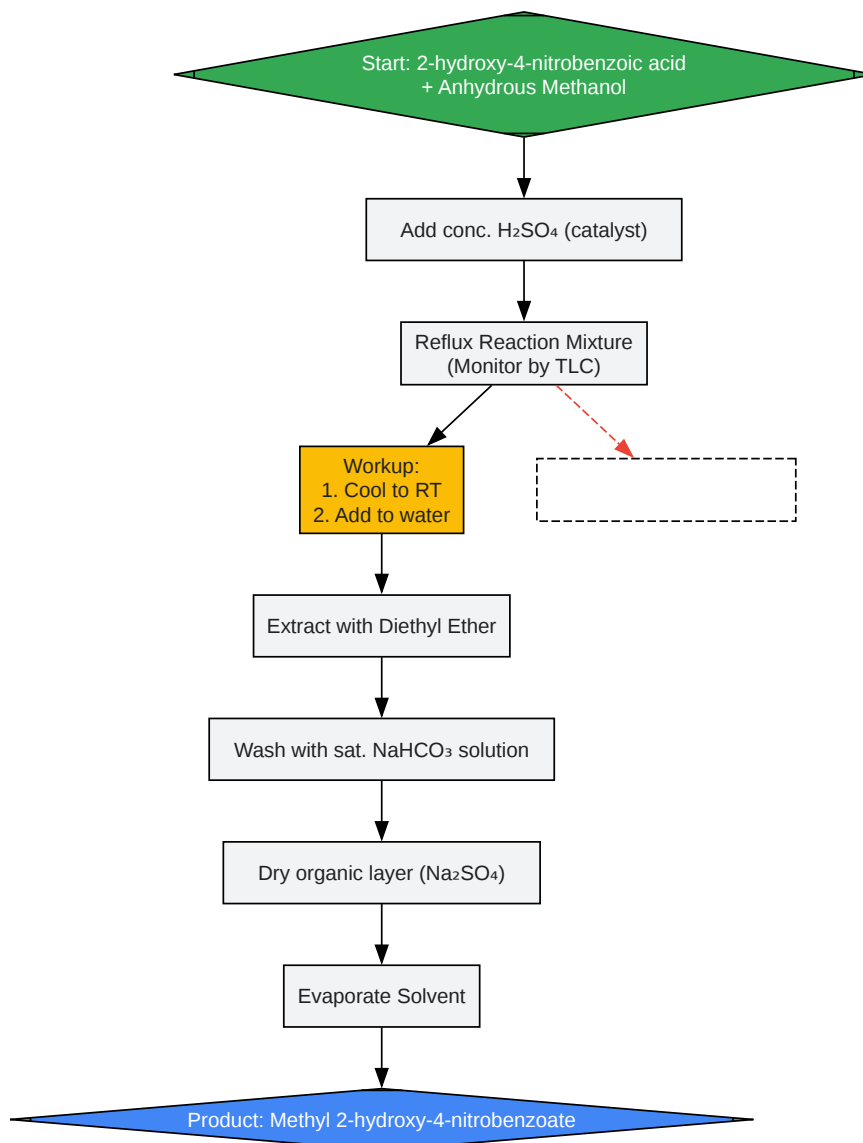 Start: 2-hydroxy-4-nitrobenzoic acid
+ Anhydrous Methanol
Add conc. H₂SO₄ (catalyst)
Reflux Reaction Mixture
(Monitor by TLC)
Workup:
1. Cool to RT
2. Add to water
Extract with Diethyl Ether
Wash with sat. NaHCO₃ solution
Dry organic layer (Na₂SO₄)
Evaporate Solvent
Product: Methyl 2-hydroxy-4-nitrobenzoate